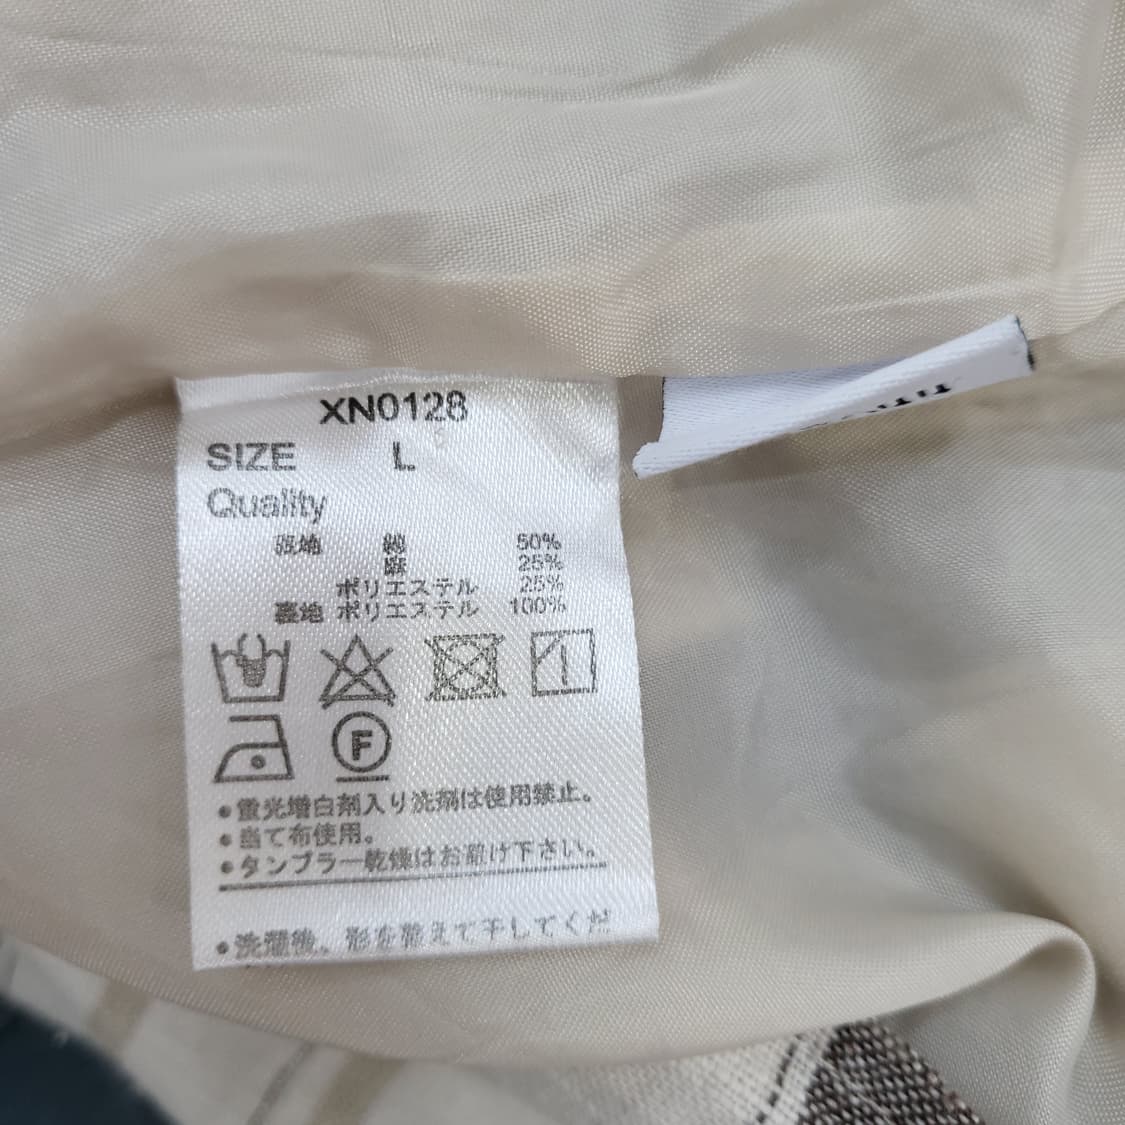 XN0128
SIZE L
Quality
表地 綿 50%
麻 25%
ポリエステル 25%
裏地 ポリエステル 100%
F
•蛍光増白剤入り洗剤は使用禁止。
•当て布使用。
•タンブラー乾燥はお避け下さい。
•洗濯後、形を整えて干してくだ